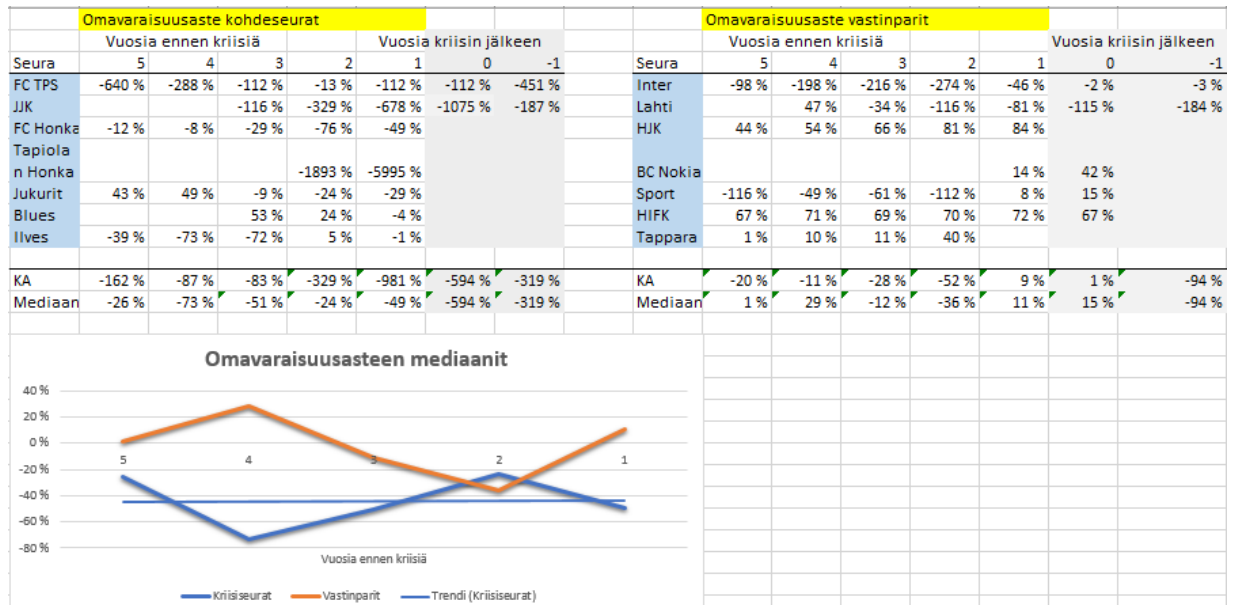 Omavaraisuusaste kohdeseurat Omavaraisuusaste vastinparit
Vuosia ennen kriisiä Vuosia kriisin jälkeen Vuosia ennen kriisiä Vuosia kriisin jälkeen
Seura 5 4 3 2 1 0 -1 Seura 5 4 3 2 1 0 -1
FC TPS -640 % -288 % -112 % -13 % -112 % -112 % -451 % Inter -98 % -198 % -216 % -274 % -46 % -2 % -3 %
JJK -116 % -329 % -678 % -1075 % -187 % Lahti 47 % -34 % -116 % -81 % -115 % -184 %
FC Honka -12 % -8 % -29 % -76 % -49 % HJK 44 % 54 % 66 % 81 % 84 %
Tapiola
n Honka -1893 % -5995 % BC Nokia 14 % 42 %
Jukurit 43 % 49 % -9 % -24 % -29 % Sport -116 % -49 % -61 % -112 % 8 % 15 %
Blues 53 % 24 % -4 % HIFK 67 % 71 % 69 % 70 % 72 % 67 %
Ilves -39 % -73 % -72 % 5 % -1 % Tappara 1 % 10 % 11 % 40 %
KA -162 % -87 % -83 % -329 % -981 % -594 % -319 % KA -20 % -11 % -28 % -52 % 9 % 1 % -94 %
Mediaan -26 % -73 % -51 % -24 % -49 % -594 % -319 % Mediaan 1 % 29 % -12 % -36 % 11 % 15 % -94 %
Omavaraisuusasteen mediaanit
40 %
20 %
0 %
5 4 3 2 1
-20 %
-40 %
-60 %
-80 %
Vuosia ennen kriisiä
Kriisiseurat Vastinparit Trendi (Kriisiseurat)